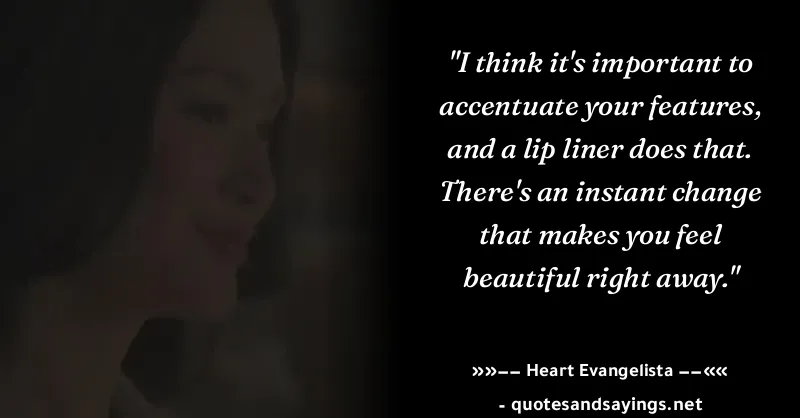 "I think it's important to
accentuate your features,
and a lip liner does that.
There's an instant change
that makes you feel
beautiful right away."
»»−− Heart Evangelista −−««
- quotesandsayings.net